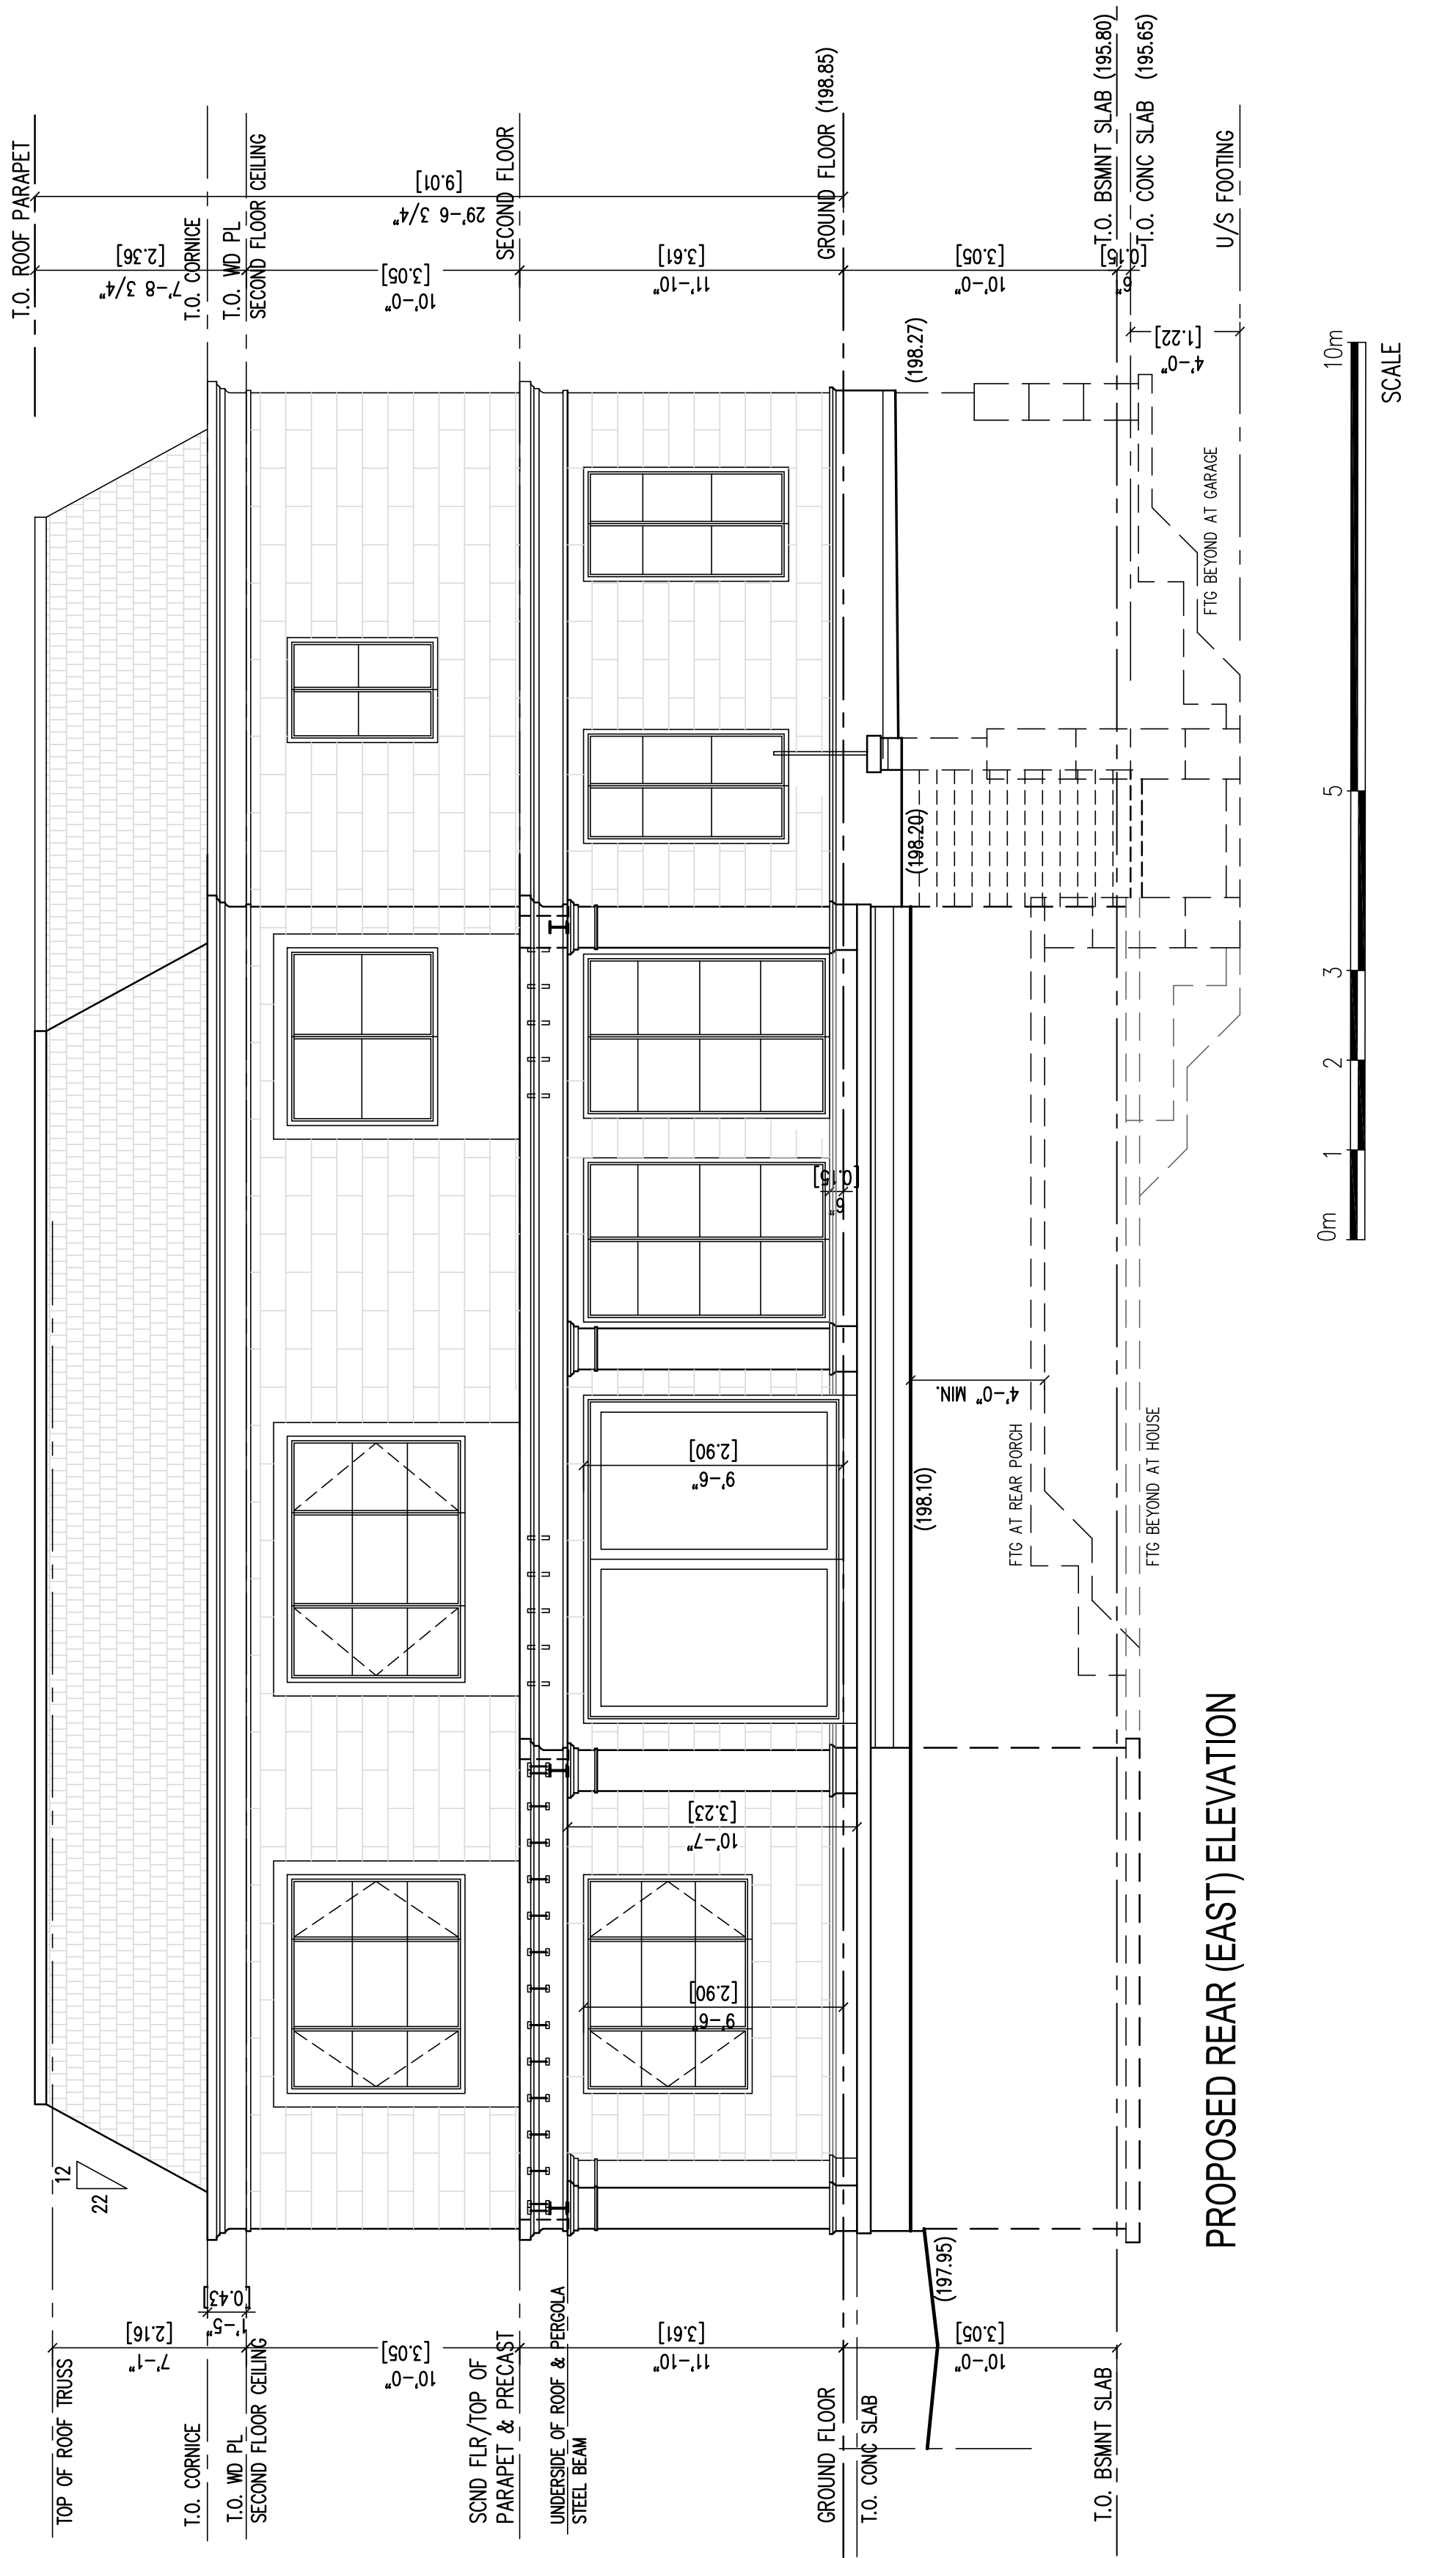 T.O. ROOF PARAPET
T.O. CORNICE
T.O. WD PL
SECOND FLOOR CEILING
SECOND FLOOR
GROUND FLOOR (198.85)
T.O. BSMNT SLAB (195.80)
T.O. CONC SLAB (195.65)
U/S FOOTING
29'-6 3/4"
[9.01]
7'-8 3/4"
[2.36]
10'-0"
[3.05]
11'-10"
[3.61]
10'-0"
[3.05]
6"
[0.15]
4'-0"
[1.22]
(198.27)
(198.20)
(198.10)
(197.95)
FTG BEYOND AT GARAGE
FTG AT REAR PORCH
FTG BEYOND AT HOUSE
4'-0" MIN.
6"
[0.15]
9'-6"
[2.90]
10'-7"
[3.23]
9'-6"
[2.90]
12
22
1'-5"
[0.43]
7'-1"
[2.16]
10'-0"
[3.05]
11'-10"
[3.61]
10'-0"
[3.05]
TOP OF ROOF TRUSS
T.O. CORNICE
T.O. WD PL
SECOND FLOOR CEILING
SCND FLR/TOP OF
PARAPET & PRECAST
UNDERSIDE OF ROOF & PERGOLA
STEEL BEAM
GROUND FLOOR
T.O. CONC SLAB
T.O. BSMNT SLAB
PROPOSED REAR (EAST) ELEVATION
0m 1 2 3 5 10m
SCALE